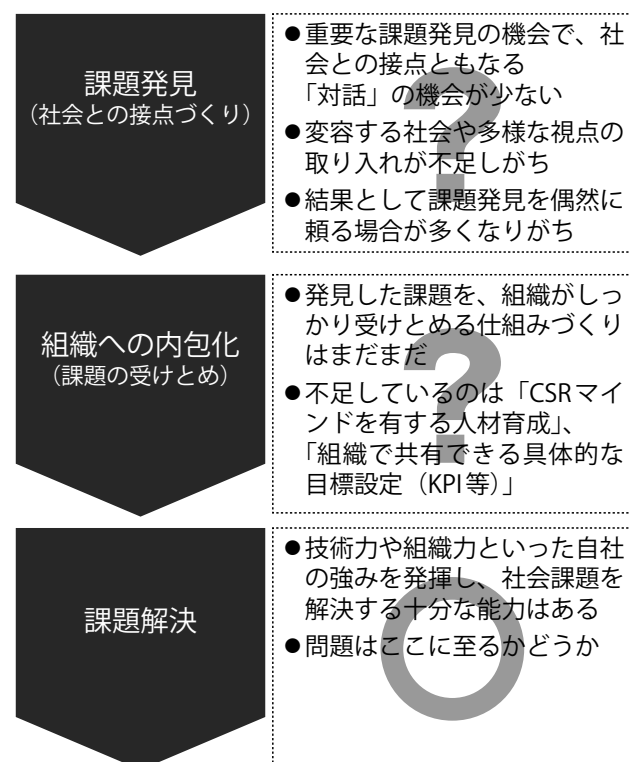 課題発見
（社会との接点づくり）
●重要な課題発見の機会で、社
会との接点ともなる
「対話」の機会が少ない
●変容する社会や多様な視点の
取り入れが不足しがち
●結果として課題発見を偶然に
頼る場合が多くなりがち
?
組織への内包化
（課題の受けとめ）
●発見した課題を、組織がしっ
かり受けとめる仕組みづくり
はまだまだ
●不足しているのは「CSRマイ
ンドを有する人材育成」、
「組織で共有できる具体的な
目標設定（KPI等）」
?
課題解決
●技術力や組織力といった自社
の強みを発揮し、社会課題を
解決する十分な能力はある
●問題はここに至るかどうか